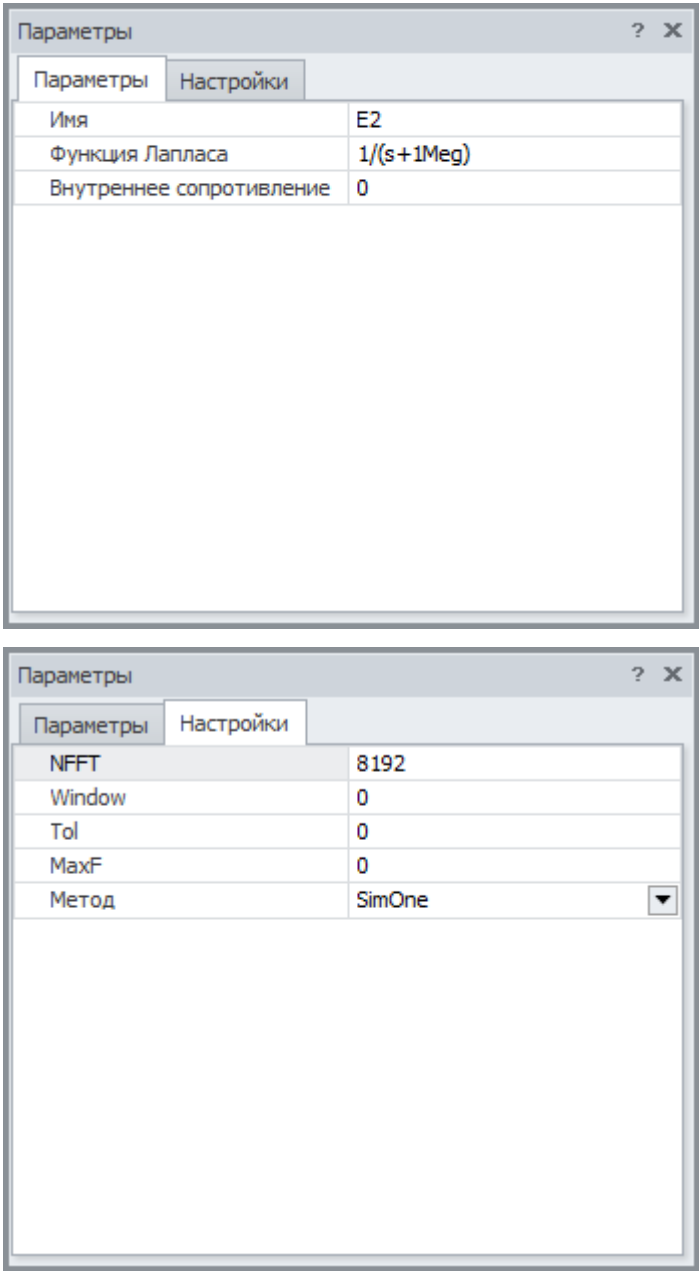 Параметры ? X
Параметры Настройки
Имя E2
Функция Лапласа 1/(s+1Meg)
Внутреннее сопротивление 0
Параметры ? X
Параметры Настройки
NFFT 8192
Window 0
Tol 0
MaxF 0
Метод SimOne